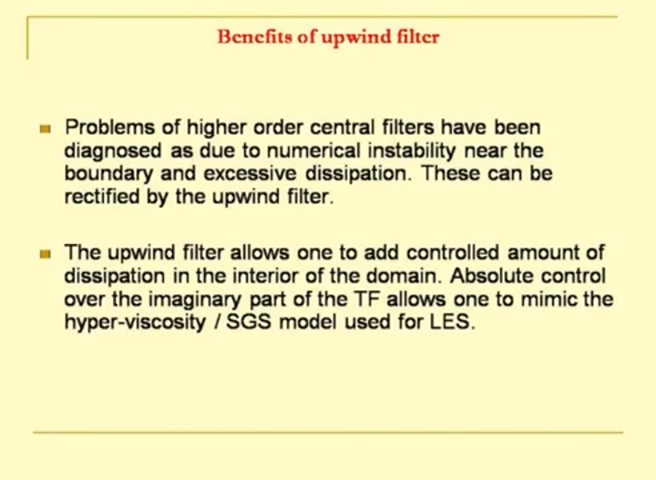 Benefits of upwind filter
Problems of higher order central filters have been
diagnosed as due to numerical instability near the
boundary and excessive dissipation. These can be
rectified by the upwind filter.
The upwind filter allows one to add controlled amount of
dissipation in the interior of the domain. Absolute control
over the imaginary part of the TF allows one to mimic the
hyper-viscosity / SGS model used for LES.